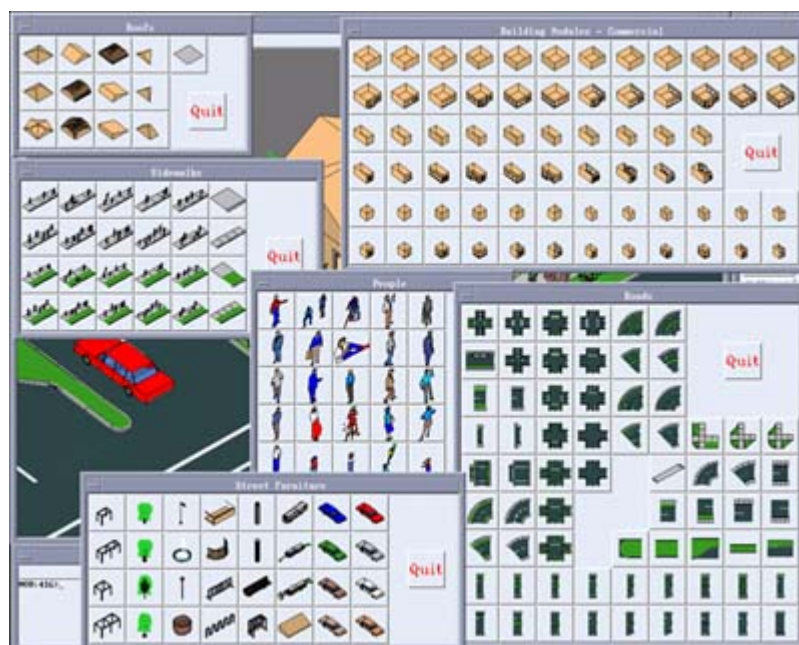 Roofs
Building Modules - Commercial
Quit
Quit
Sidewalks
Quit
People
Roads
Quit
Street Furniture
Quit